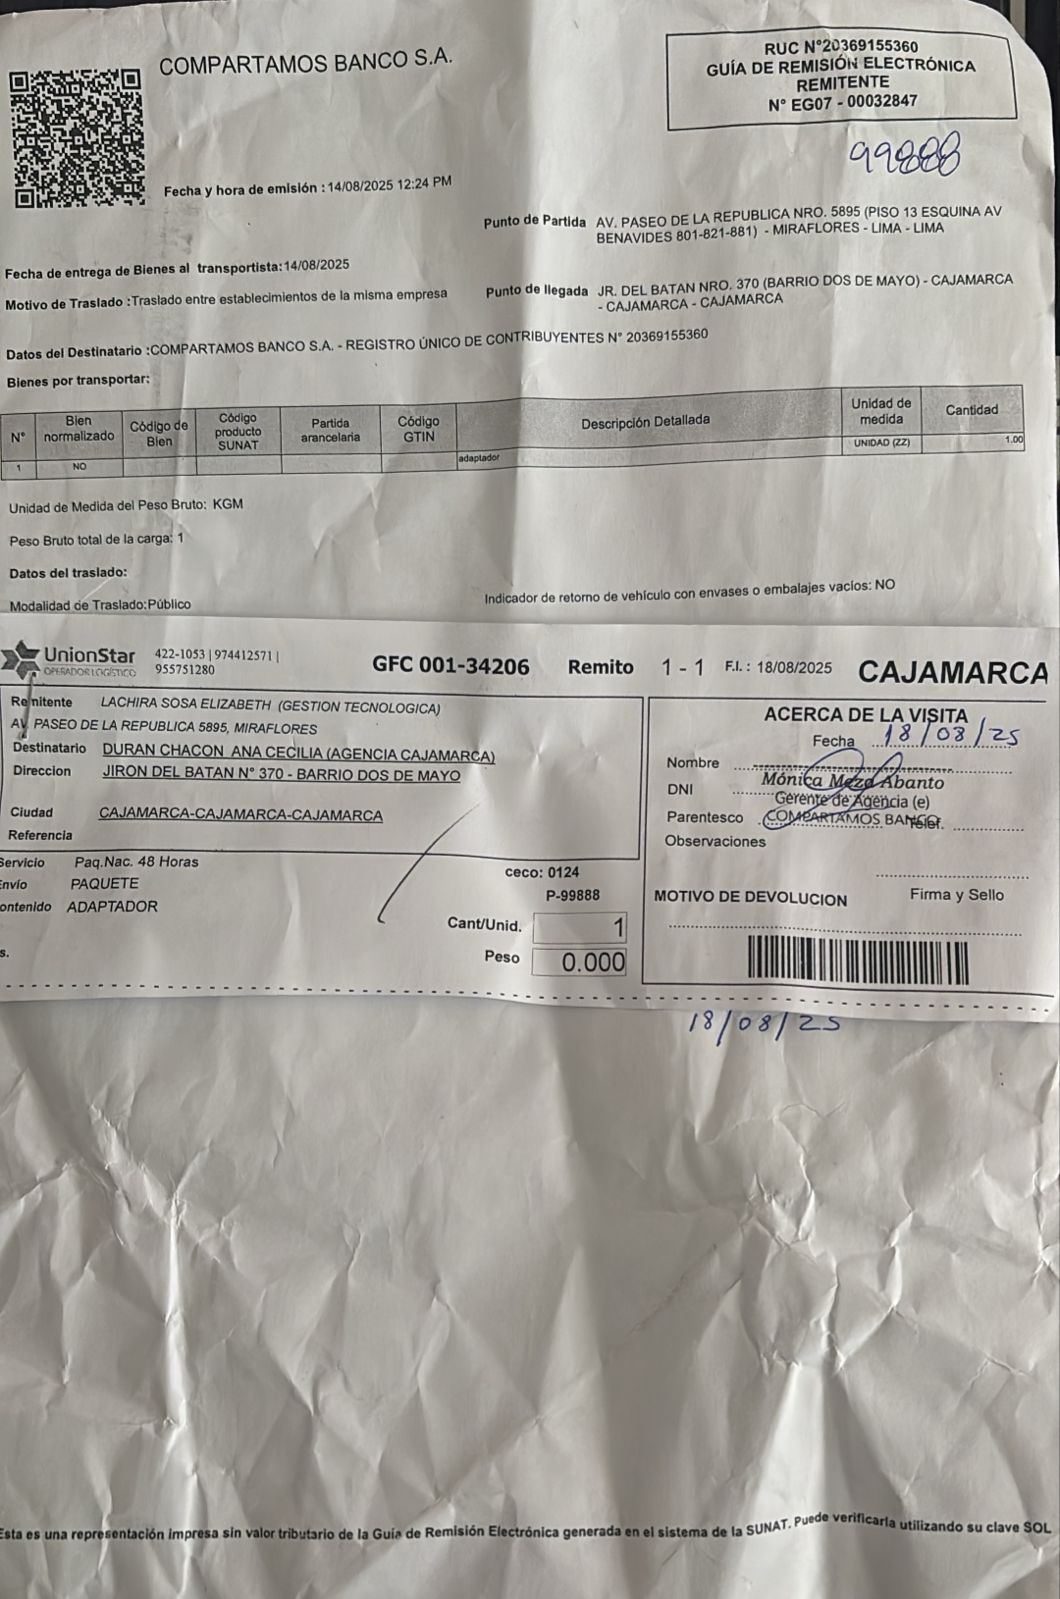 COMPARTAMOS BANCO S.A.
RUC N°20369155360
GUÍA DE REMISIÓN ELECTRÓNICA
REMITENTE
N° EG07 - 00032847
99888
Fecha y hora de emisión : 14/08/2025 12:24 PM
Punto de Partida AV. PASEO DE LA REPUBLICA NRO. 5895 (PISO 13 ESQUINA AV
BENAVIDES 801-821-881) - MIRAFLORES - LIMA - LIMA
Fecha de entrega de Bienes al transportista:14/08/2025
Motivo de Traslado :Traslado entre establecimientos de la misma empresa
Punto de llegada JR. DEL BATAN NRO. 370 (BARRIO DOS DE MAYO) - CAJAMARCA
- CAJAMARCA - CAJAMARCA
Datos del Destinatario :COMPARTAMOS BANCO S.A. - REGISTRO ÚNICO DE CONTRIBUYENTES N° 20369155360
Bienes por transportar:
N° Bien normalizado Código de Bien Código producto SUNAT Partida arancelaria Código GTIN Descripción Detallada Unidad de medida Cantidad
1 NO adaptador UNIDAD (ZZ) 1.00
Unidad de Medida del Peso Bruto: KGM
Peso Bruto total de la carga: 1
Datos del traslado:
Modalidad de Traslado:Público
Indicador de retorno de vehículo con envases o embalajes vacíos: NO
UnionStar
OPERADOR LOGÍSTICO
422-1053 | 974412571 |
955751280
GFC 001-34206 Remito 1 - 1 F.I.: 18/08/2025 CAJAMARCA
Remitente LACHIRA SOSA ELIZABETH (GESTION TECNOLOGICA)
AV. PASEO DE LA REPUBLICA 5895, MIRAFLORES
Destinatario DURAN CHACON ANA CECILIA (AGENCIA CAJAMARCA)
Direccion JIRON DEL BATAN N° 370 - BARRIO DOS DE MAYO
Ciudad CAJAMARCA-CAJAMARCA-CAJAMARCA
Referencia
Servicio Paq.Nac. 48 Horas
Envío PAQUETE
ontenido ADAPTADOR
s.
ceco: 0124
P-99888
Cant/Unid. 1
Peso 0.000
ACERCA DE LA VISITA
Fecha 18/08/25
Nombre
Mónica Meza Abanto
DNI
Gerente de Agencia (e)
Parentesco COMPARTAMOS BANCO Telef.
Observaciones
MOTIVO DE DEVOLUCION Firma y Sello
18/08/25
Esta es una representación impresa sin valor tributario de la Guía de Remisión Electrónica generada en el sistema de la SUNAT. Puede verificarla utilizando su clave SOL